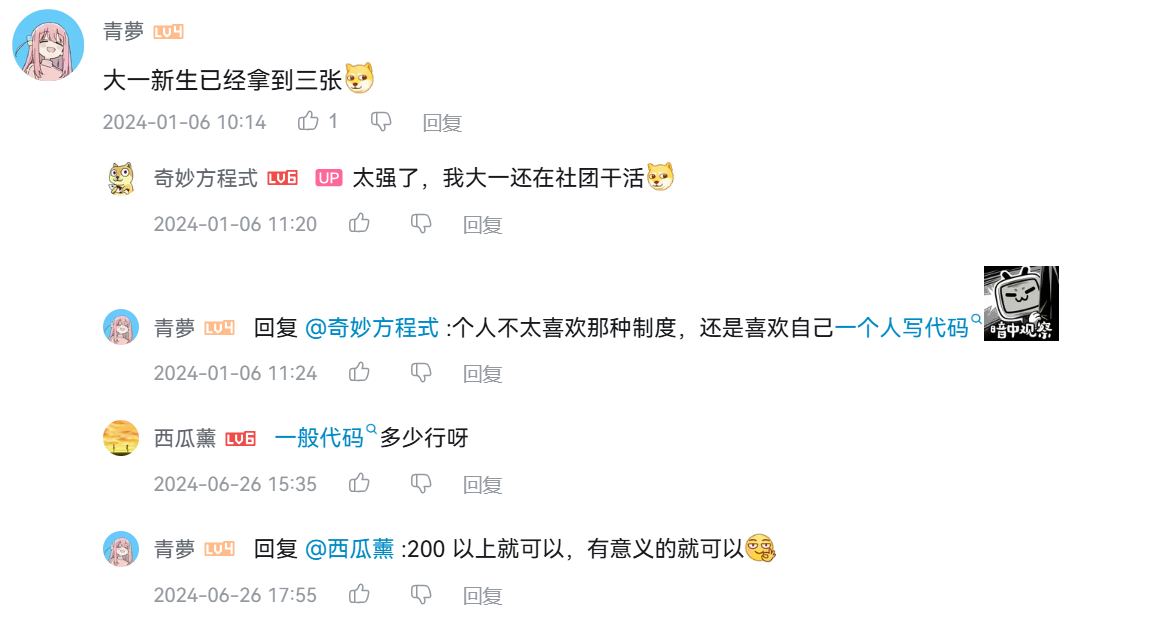 青夢 LV4
大一新生已经拿到三张
2024-01-06 10:14 1 回复
奇妙方程式 LV6 UP 太强了，我大一还在社团干活
2024-01-06 11:20 回复
青夢 LV4 回复 @奇妙方程式 :个人不太喜欢那种制度，还是喜欢自己一个人写代码
暗中观察
2024-01-06 11:24 回复
西瓜薰 LV6 一般代码多少行呀
2024-06-26 15:35 回复
青夢 LV4 回复 @西瓜薰 :200 以上就可以，有意义的就可以
2024-06-26 17:55 回复